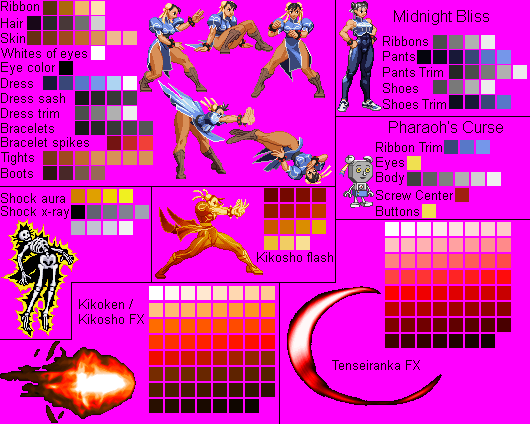 Ribbon
Hair
Skin
Whites of eyes
Eye color
Dress
Dress sash
Dress trim
Bracelets
Bracelet spikes
Tights
Boots
Midnight Bliss
Ribbons
Pants
Pants Trim
Shoes
Shoes Trim
Pharaoh's Curse
Ribbon Trim
Eyes
Body
Screw Center
Buttons
Shock aura
Shock x-ray
Kikosho flash
Kikoken /
Kikosho FX
Tenseiranka FX